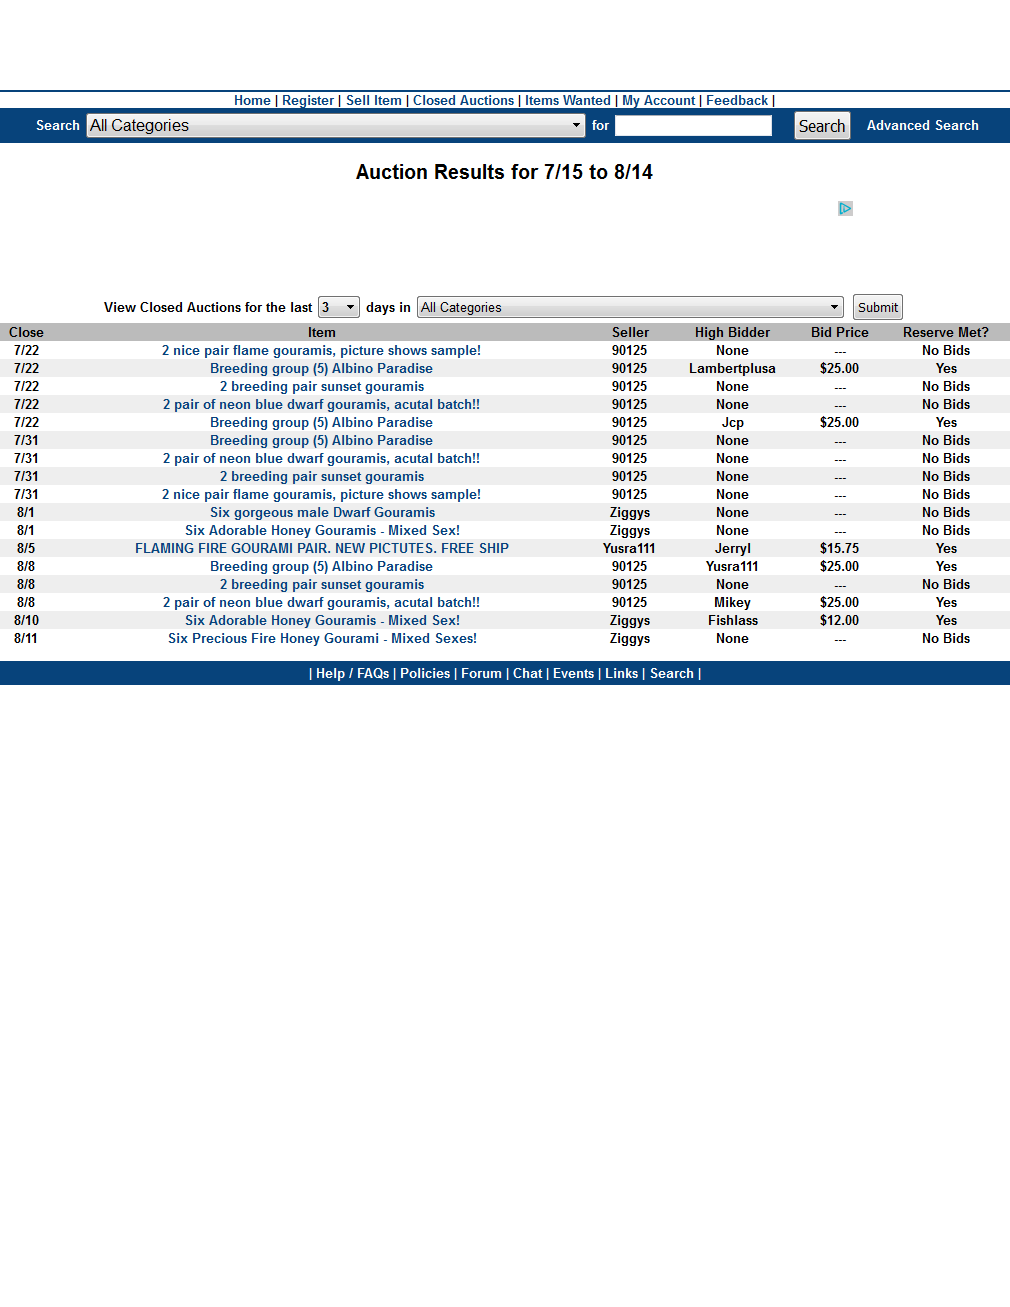 Home | Register | Sell Item | Closed Auctions | Items Wanted | My Account | Feedback |
Search All Categories for Search Advanced Search
Auction Results for 7/15 to 8/14
View Closed Auctions for the last 3 days in All Categories Submit
Close Item Seller High Bidder Bid Price Reserve Met?
7/22 2 nice pair flame gouramis, picture shows sample! 90125 None --- No Bids
7/22 Breeding group (5) Albino Paradise 90125 Lambertplusa $25.00 Yes
7/22 2 breeding pair sunset gouramis 90125 None --- No Bids
7/22 2 pair of neon blue dwarf gouramis, acutal batch!! 90125 None --- No Bids
7/22 Breeding group (5) Albino Paradise 90125 Jcp $25.00 Yes
7/31 Breeding group (5) Albino Paradise 90125 None --- No Bids
7/31 2 pair of neon blue dwarf gouramis, acutal batch!! 90125 None --- No Bids
7/31 2 breeding pair sunset gouramis 90125 None --- No Bids
7/31 2 nice pair flame gouramis, picture shows sample! 90125 None --- No Bids
8/1 Six gorgeous male Dwarf Gouramis Ziggys None --- No Bids
8/1 Six Adorable Honey Gouramis - Mixed Sex! Ziggys None --- No Bids
8/5 FLAMING FIRE GOURAMI PAIR. NEW PICTUTES. FREE SHIP Yusra111 Jerryl $15.75 Yes
8/8 Breeding group (5) Albino Paradise 90125 Yusra111 $25.00 Yes
8/8 2 breeding pair sunset gouramis 90125 None --- No Bids
8/8 2 pair of neon blue dwarf gouramis, acutal batch!! 90125 Mikey $25.00 Yes
8/10 Six Adorable Honey Gouramis - Mixed Sex! Ziggys Fishlass $12.00 Yes
8/11 Six Precious Fire Honey Gourami - Mixed Sexes! Ziggys None --- No Bids
| Help / FAQs | Policies | Forum | Chat | Events | Links | Search |